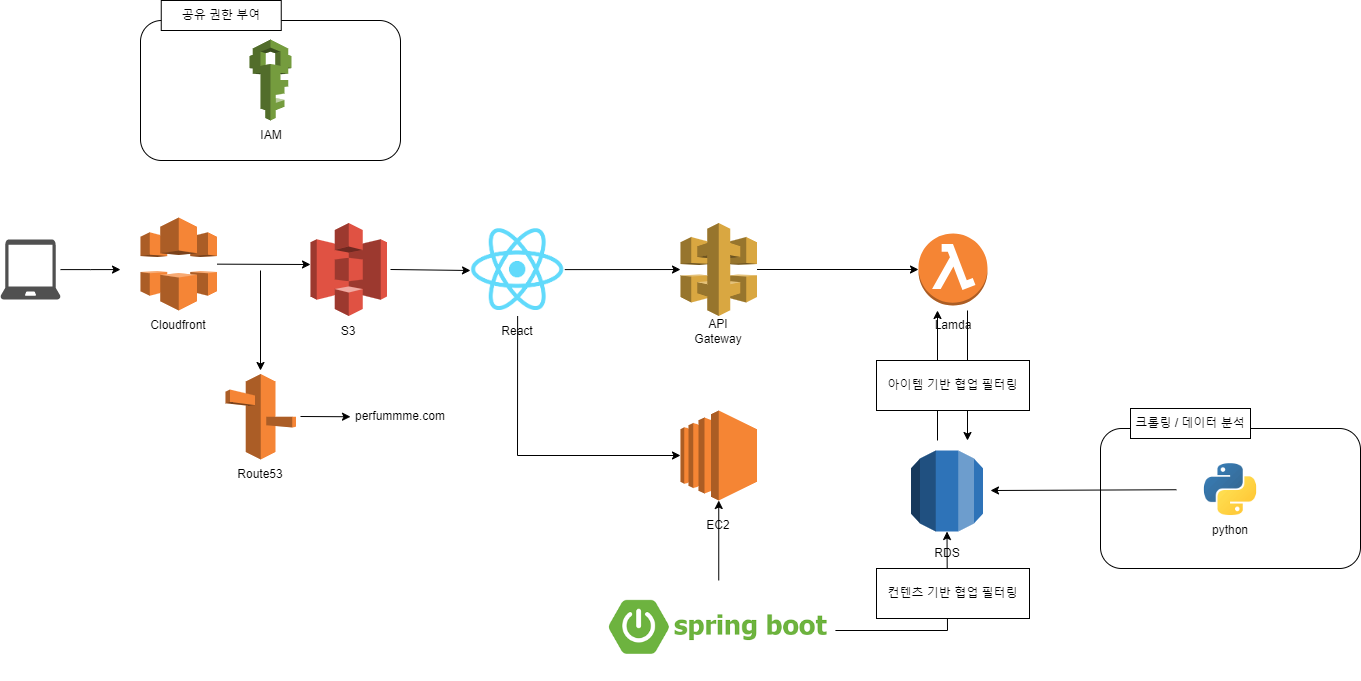 공유 권한 부여
IAM
Cloudfront
S3
React
API
Gateway
Lamda
아이템 기반 협업 필터링
perfummme.com
Route53
크롤링 / 데이터 분석
python
EC2
RDS
컨텐츠 기반 협업 필터링
spring boot